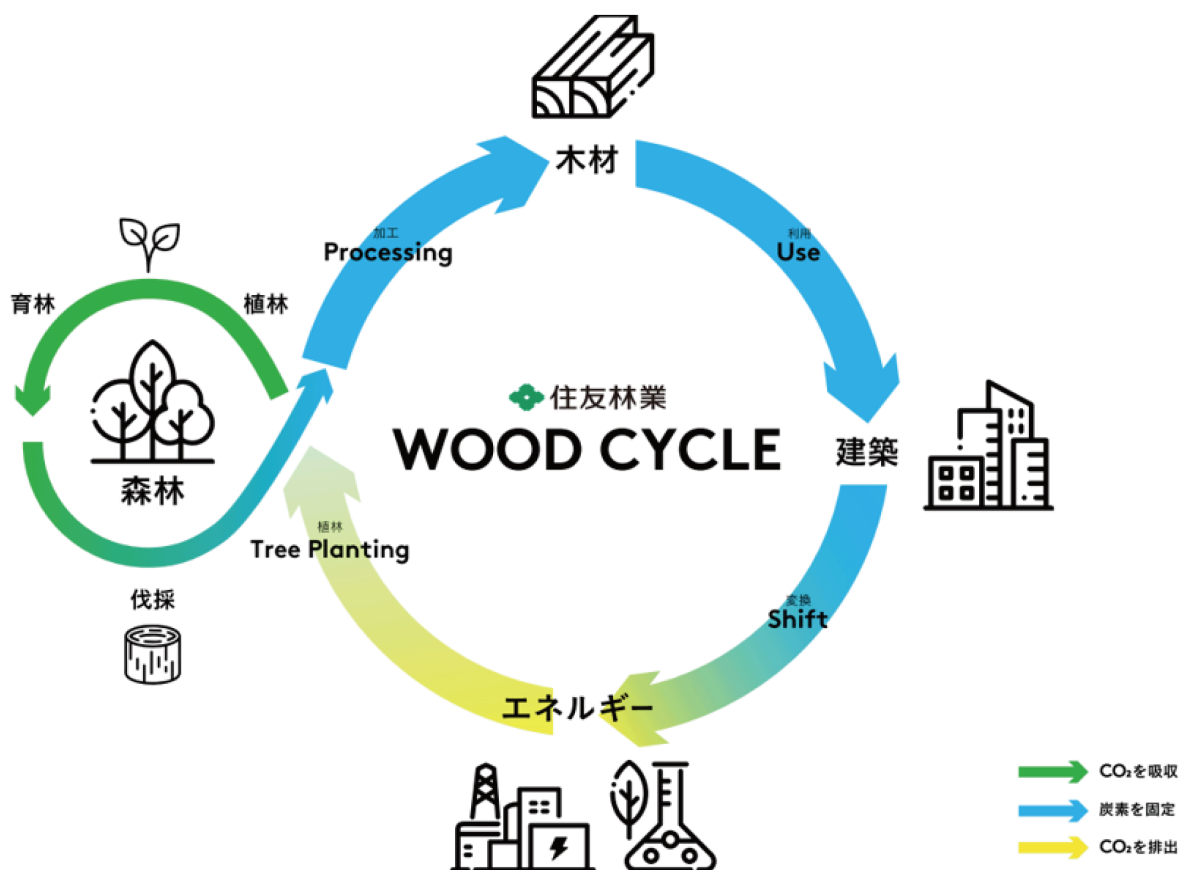 木材
加工
Processing
利用
Use
育林
植林
森林
伐採
住友林業
WOOD CYCLE
建築
植林
Tree Planting
変換
Shift
エネルギー
CO₂を吸収
炭素を固定
CO₂を排出